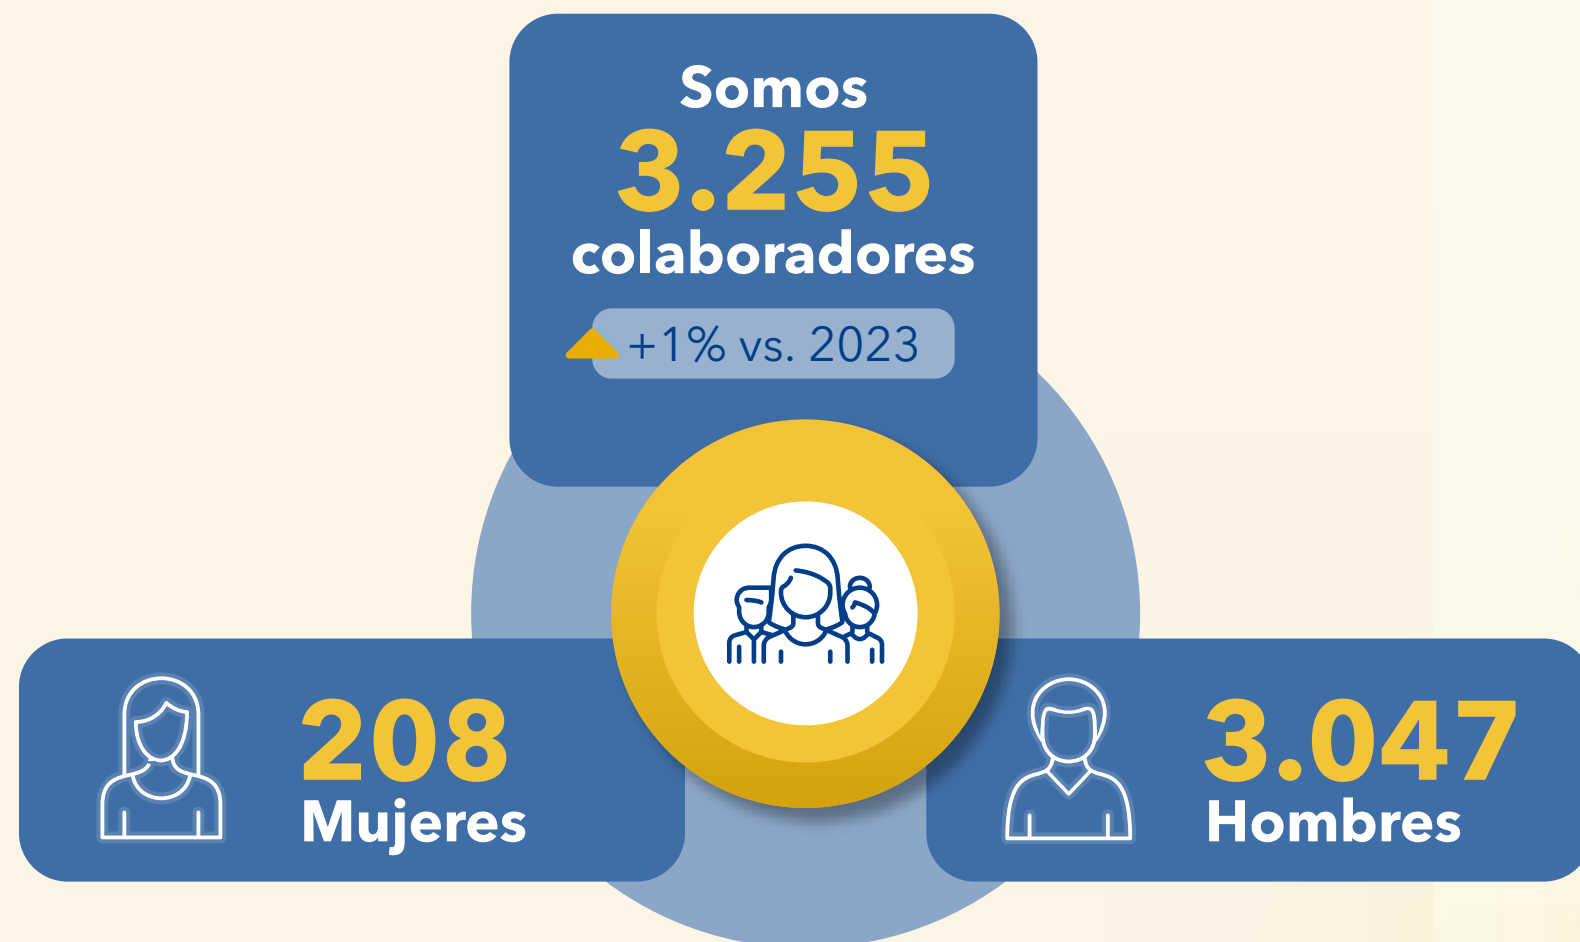 Somos
3.255
colaboradores
+1% vs. 2023
208
Mujeres
3.047
Hombres